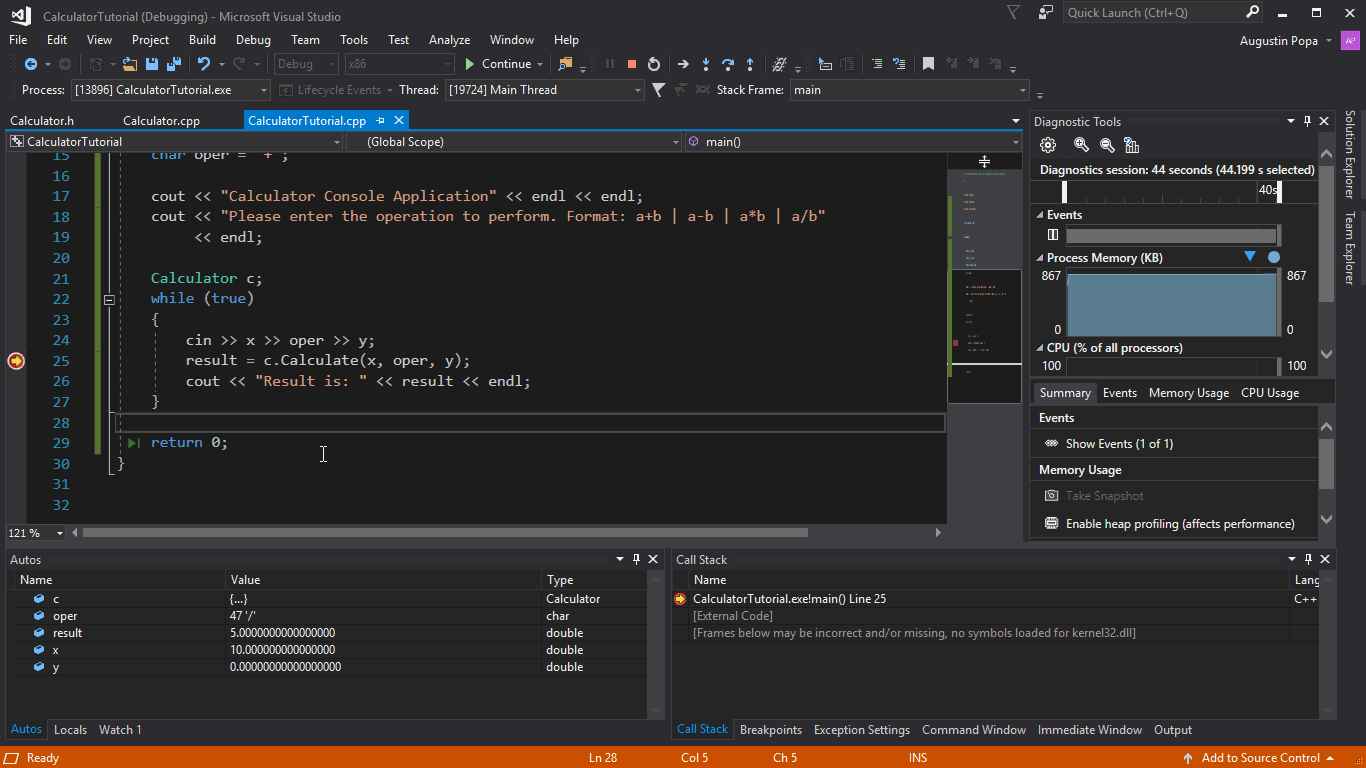 CalculatorTutorial (Debugging) - Microsoft Visual Studio
Quick Launch (Ctrl+Q)
File Edit View Project Build Debug Team Tools Test Analyze Window Help
Augustin Popa AP
Debug x86 Continue
Process: [13896] CalculatorTutorial.exe Lifecycle Events Thread: [19724] Main Thread Stack Frame: main
Calculator.h Calculator.cpp CalculatorTutorial.cpp
CalculatorTutorial (Global Scope) main()
15 char oper = '+';
16
17 cout << "Calculator Console Application" << endl << endl;
18 cout << "Please enter the operation to perform. Format: a+b | a-b | a*b | a/b"
19 << endl;
20
21 Calculator c;
22 while (true)
23 {
24 cin >> x >> oper >> y;
25 result = c.Calculate(x, oper, y);
26 cout << "Result is: " << result << endl;
27 }
28
29 return 0;
30 }
31
32
121 %
Diagnostic Tools
Diagnostics session: 44 seconds (44.199 s selected)
40s
Events
Process Memory (KB)
867 867
0 0
CPU (% of all processors)
100 100
Summary Events Memory Usage CPU Usage
Events
Show Events (1 of 1)
Memory Usage
Take Snapshot
Enable heap profiling (affects performance)
Solution Explorer
Team Explorer
Autos
Name Value Type
c {...} Calculator
oper 47 '/' char
result 5.0000000000000000 double
x 10.000000000000000 double
y 0.00000000000000000 double
Autos Locals Watch 1
Call Stack
Name Lang
CalculatorTutorial.exe!main() Line 25 C++
[External Code]
[Frames below may be incorrect and/or missing, no symbols loaded for kernel32.dll]
Call Stack Breakpoints Exception Settings Command Window Immediate Window Output
Ready Ln 28 Col 5 Ch 5 INS Add to Source Control